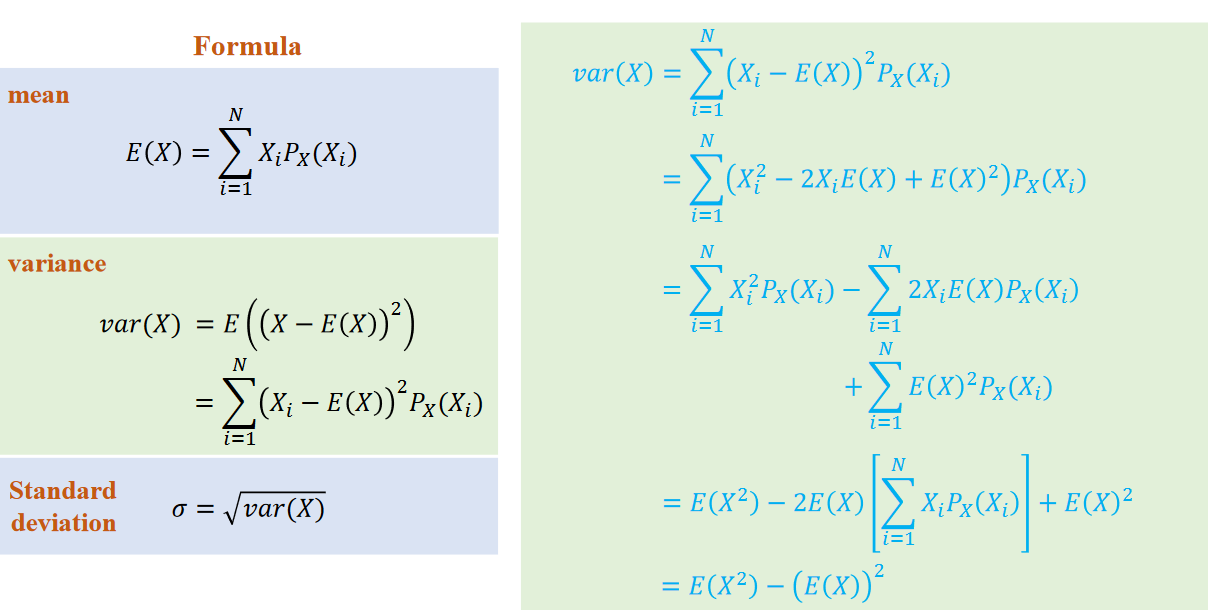 Formula
mean
E(X) = ∑_{i=1}^{N} X_i P_X(X_i)
variance
var(X) = E((X − E(X))^2)
= ∑_{i=1}^{N} (X_i − E(X))^2 P_X(X_i)
Standard
deviation
σ = √var(X)
var(X) = ∑_{i=1}^{N} (X_i − E(X))^2 P_X(X_i)
= ∑_{i=1}^{N} (X_i^2 − 2X_i E(X) + E(X)^2) P_X(X_i)
= ∑_{i=1}^{N} X_i^2 P_X(X_i) − ∑_{i=1}^{N} 2X_i E(X) P_X(X_i)
+ ∑_{i=1}^{N} E(X)^2 P_X(X_i)
= E(X^2) − 2E(X) [∑_{i=1}^{N} X_i P_X(X_i)] + E(X)^2
= E(X^2) − (E(X))^2